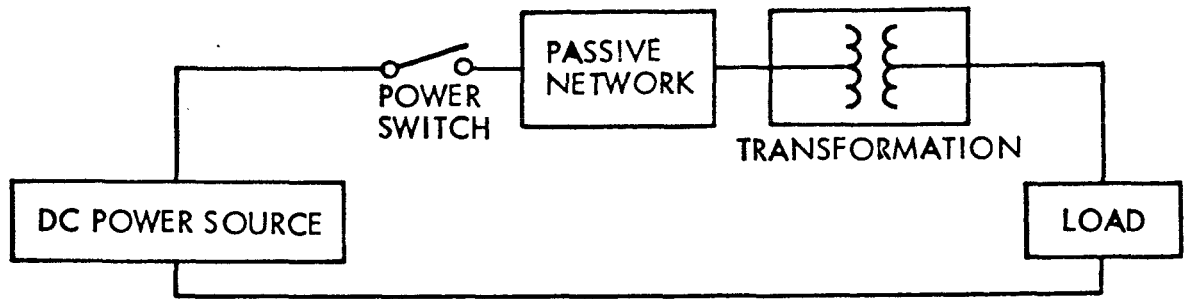 POWER
SWITCH
PASSIVE
NETWORK
TRANSFORMATION
DC POWER SOURCE
LOAD